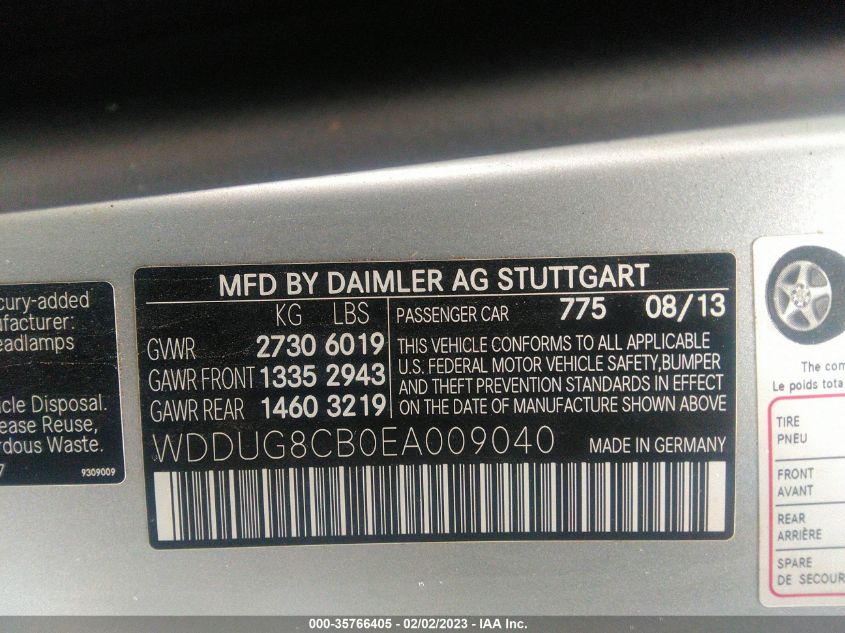 cury-added
ufacturer:
eadlamps
icle Disposal.
ease Reuse,
rdous Waste.
7
9309009
MFD BY DAIMLER AG STUTTGART
KG LBS
GVWR 2730 6019
GAWR FRONT 1335 2943
GAWR REAR 1460 3219
PASSENGER CAR 775 08/13
THIS VEHICLE CONFORMS TO ALL APPLICABLE
U.S. FEDERAL MOTOR VEHICLE SAFETY,BUMPER
AND THEFT PREVENTION STANDARDS IN EFFECT
ON THE DATE OF MANUFACTURE SHOWN ABOVE
WDDUG8CB0EA009040 MADE IN GERMANY
The com
Le poids tota
TIRE
PNEU
FRONT
AVANT
REAR
ARRIÈRE
SPARE
DE SECOUR
000-35766405 - 02/02/2023 - IAA Inc.